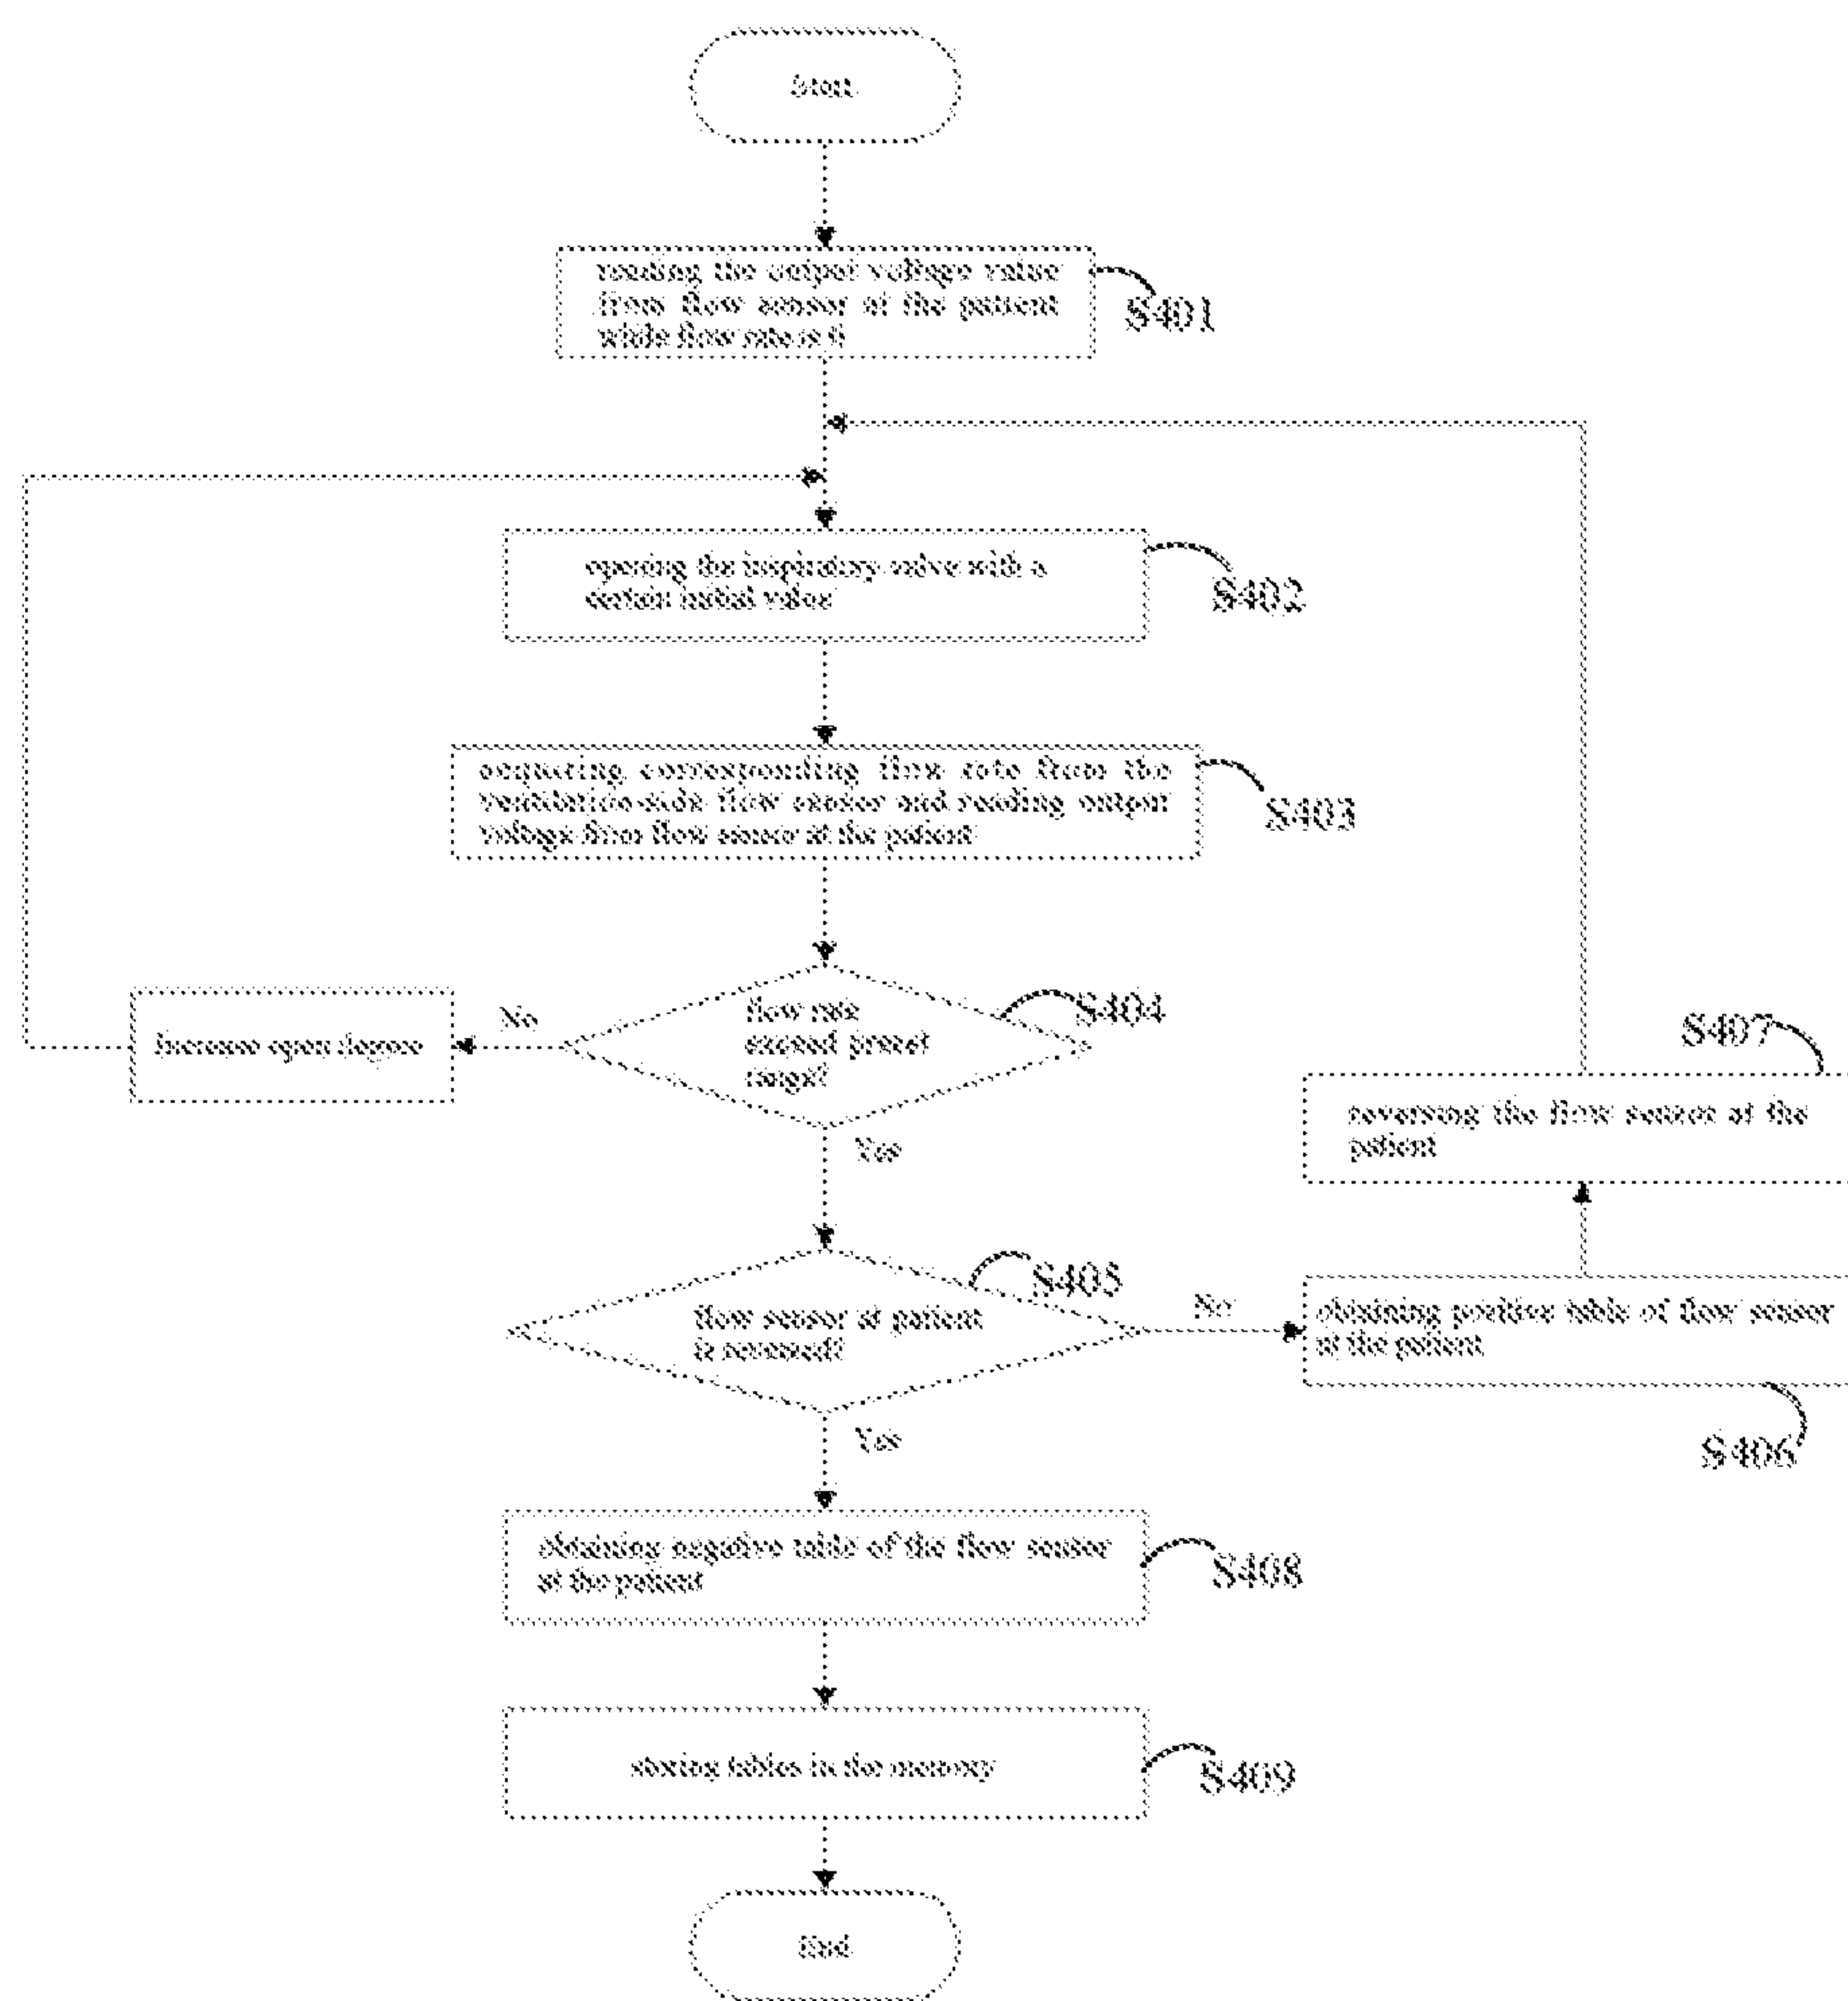 Start
reading the output voltage value
from flow sensor at the patient
while flow rate is 0
S401
opening the inspiratory valve with a
certain initial value
S402
acquiring corresponding flow rate from the
ventilation-side flow sensor and reading output
voltage from flow sensor at the patient
S403
flow rate
exceed preset
range?
S404
No
Increase open degree
Yes
S407
reversing the flow sensor at the
patient
flow sensor at patient
is reversed?
S405
No
obtaining positive table of flow sensor
at the patient
S406
Yes
obtaining negative table of the flow sensor
at the patient
S408
storing tables in the memory
S409
End